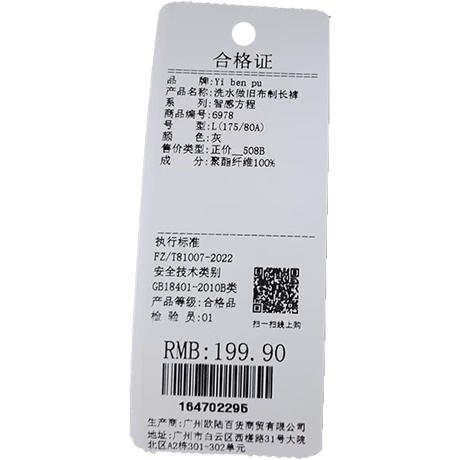 合格证
品　　牌:Yi ben pu
产品名称:洗水做旧布制长裤
系　　列:智感方程
商品编号:6978
号　　型:L(175/80A)
颜　　色:灰
售价类型:正价__508B
成　　分:聚酯纤维100%
执行标准
FZ/T81007-2022
安全技术类别
GB18401-2010B类
产品等级:合格品
检 验 员:01
扫一扫线上购
RMB:199.90
164702295
生产商:广州欧陆百货商贸有限公司
地址:广州市白云区西槎路31号大院
北区A2栋301-302单元